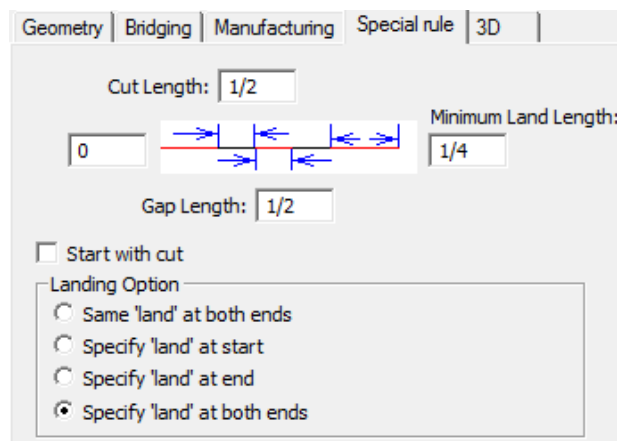 Geometry Bridging Manufacturing Special rule 3D
Cut Length: 1/2
Minimum Land Length:
0 1/4
Gap Length: 1/2
Start with cut
Landing Option
Same 'land' at both ends
Specify 'land' at start
Specify 'land' at end
Specify 'land' at both ends